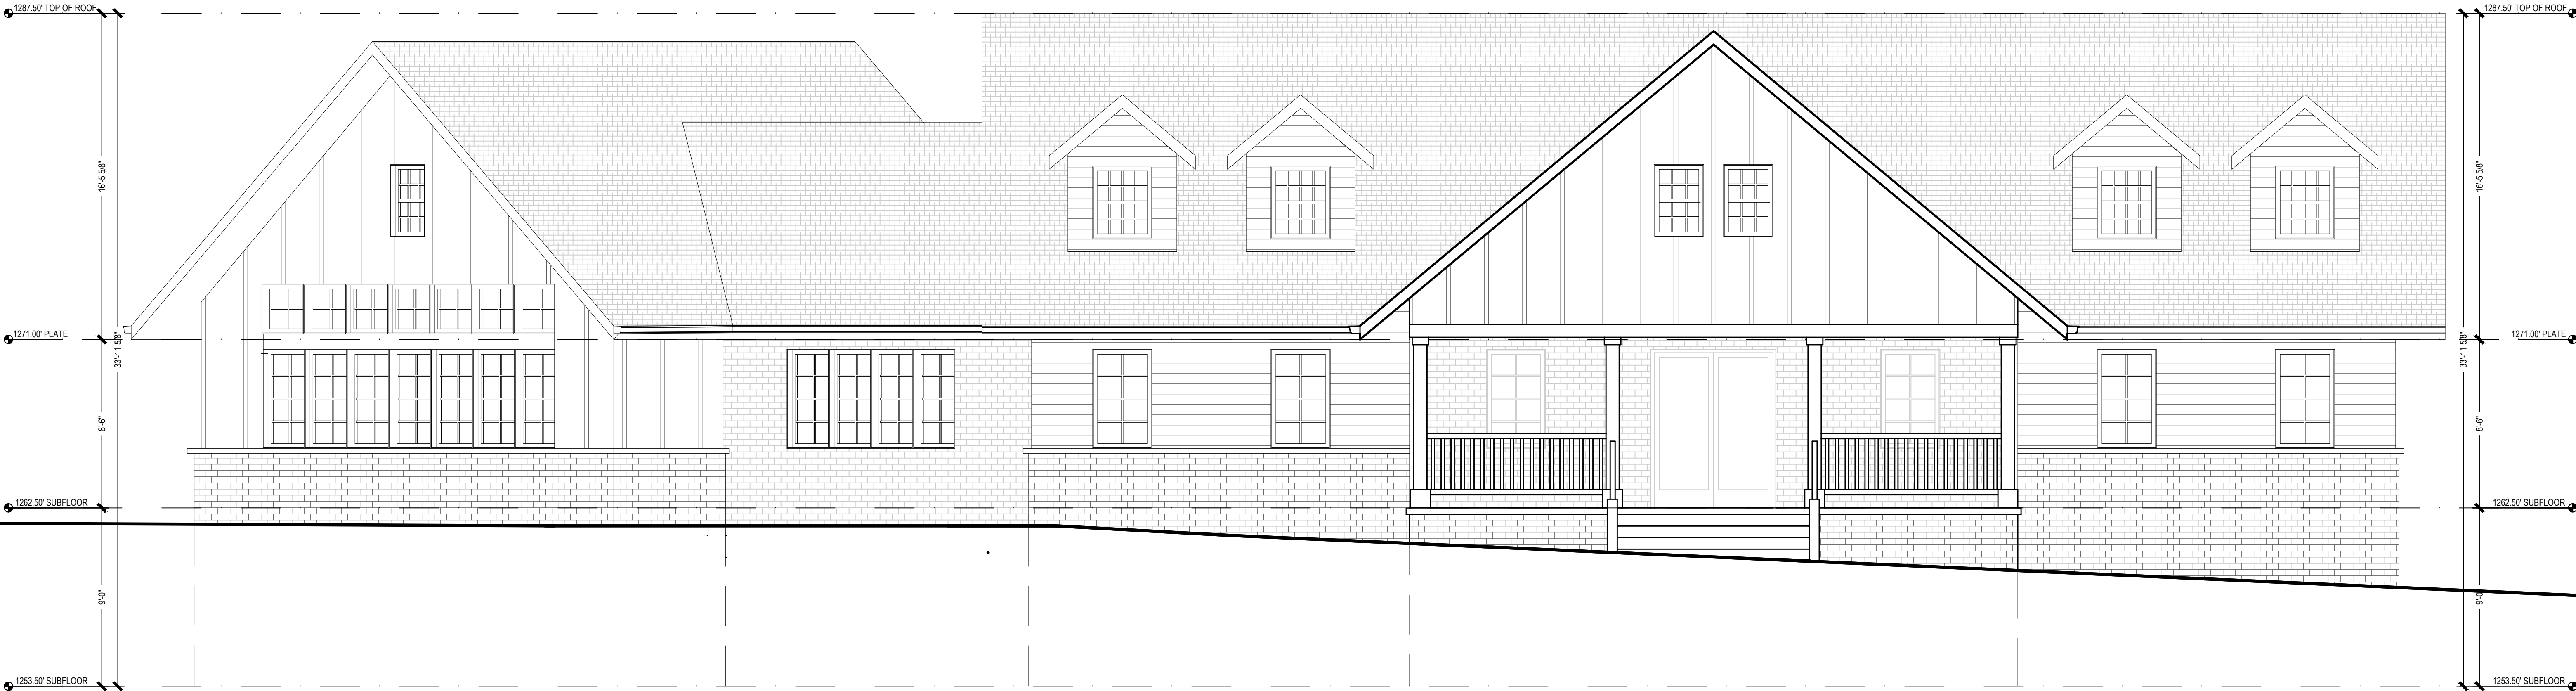 1287.50' TOP OF ROOF
1287.50' TOP OF ROOF
16'-5 5/8"
16'-5 5/8"
1271.00' PLATE
1271.00' PLATE
33'-11 5/8"
33'-11 5/8"
8'-6"
8'-6"
1262.50' SUBFLOOR
1262.50' SUBFLOOR
9'-0"
9'-0"
1253.50' SUBFLOOR
1253.50' SUBFLOOR